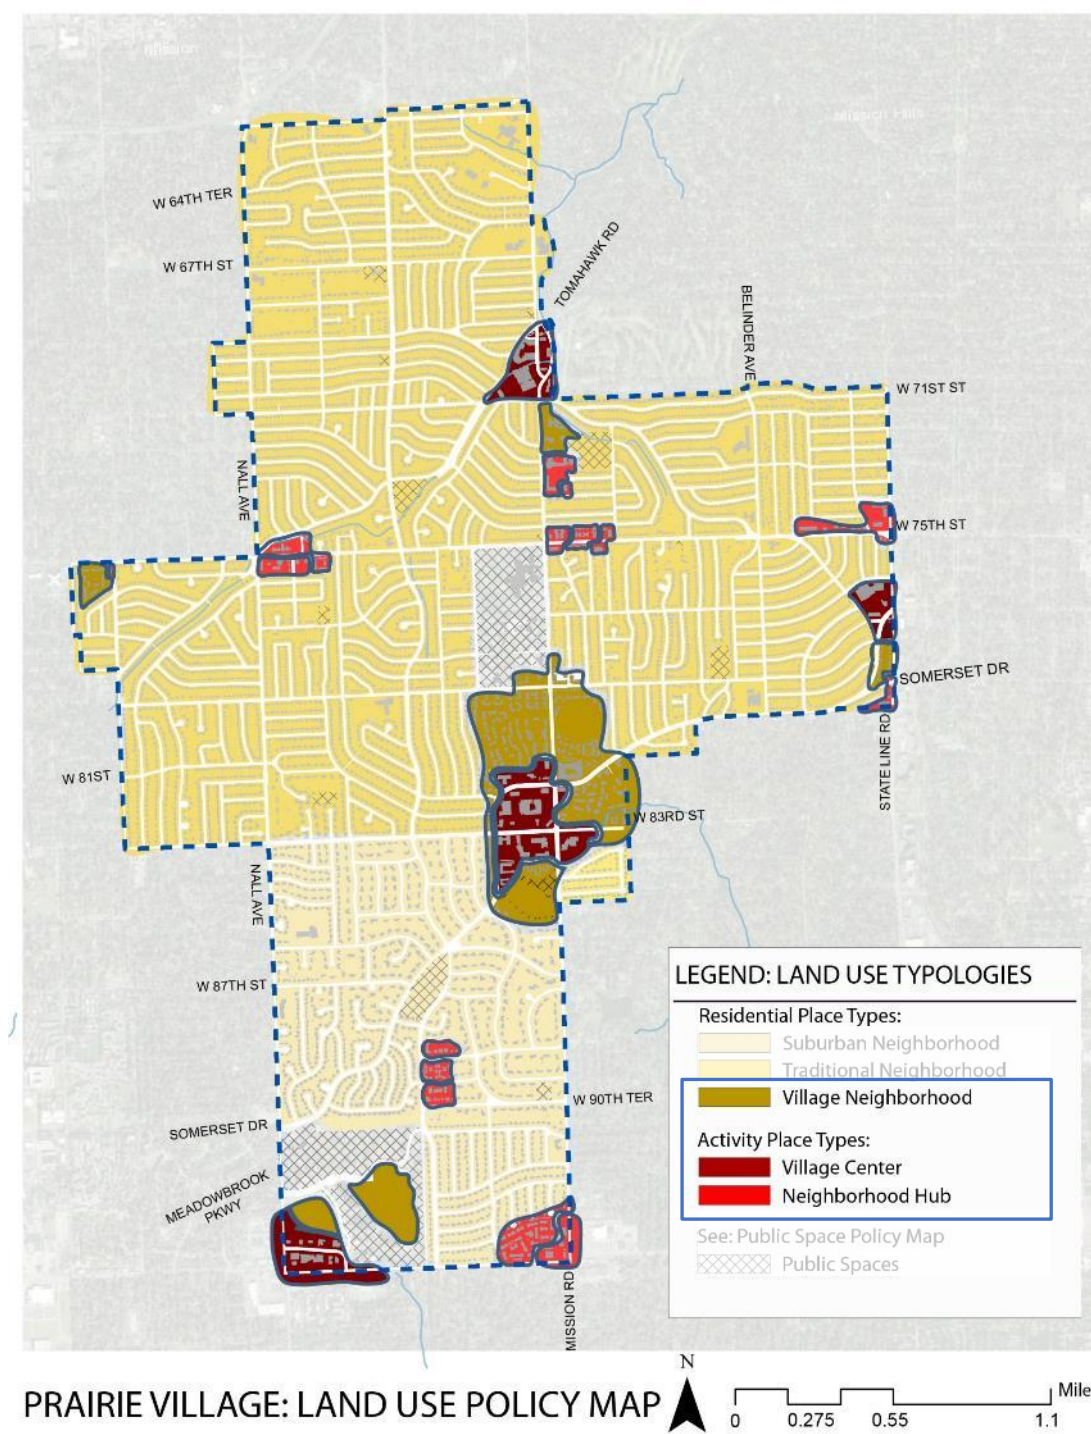 Mission
Mission Hills
W 64TH TER
TOMAHAWK RD
W 67TH ST
BELINDER AVE
W 71ST ST
NALL AVE
W 75TH ST
SOMERSET DR
STATE LINE RD
W 81ST
W 83RD ST
NALL AVE
W 87TH ST
W 90TH TER
SOMERSET DR
MEADOWBROOK
PKWY
MISSION RD
LEGEND: LAND USE TYPOLOGIES
Residential Place Types:
Suburban Neighborhood
Traditional Neighborhood
Village Neighborhood
Activity Place Types:
Village Center
Neighborhood Hub
See: Public Space Policy Map
Public Spaces
PRAIRIE VILLAGE: LAND USE POLICY MAP
N
Mile
0 0.275 0.55 1.1